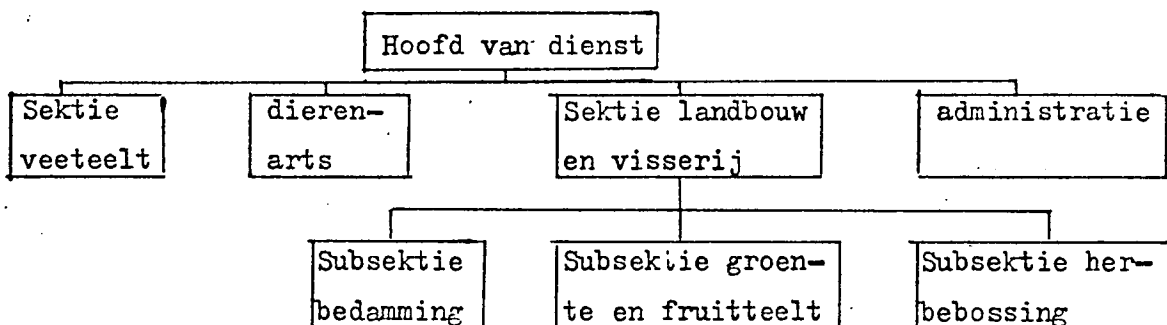 Hoofd van dienst
Sektie
veeteelt
dieren-
arts
Sektie landbouw
en visserij
administratie
Subsektie
bedamming
Subsektie groen-
te en fruitteelt
Subsektie her-
bebossing